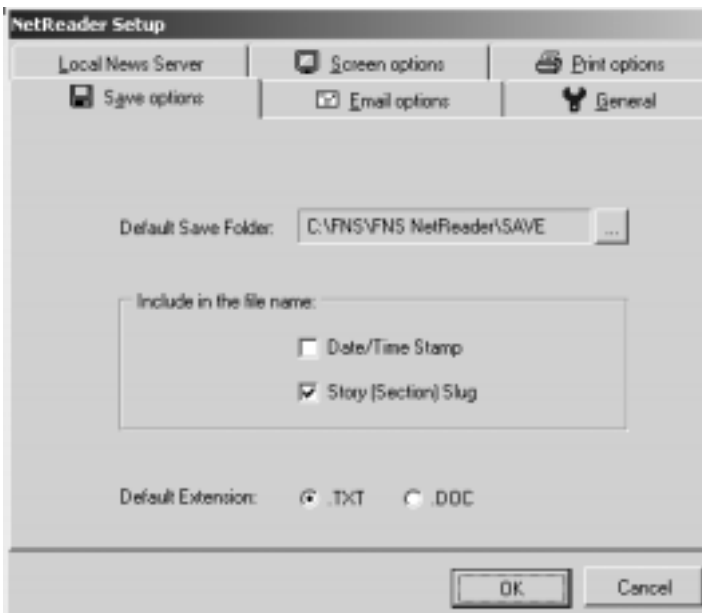 NetReader Setup
Local News Server
Screen options
Print options
Save options
Email options
General
Default Save Folder: C:\FNS\FNS NetReader\SAVE ...
Include in the file name:
Date/Time Stamp
Story (Section) Slug
Default Extension: .TXT .DOC
OK Cancel